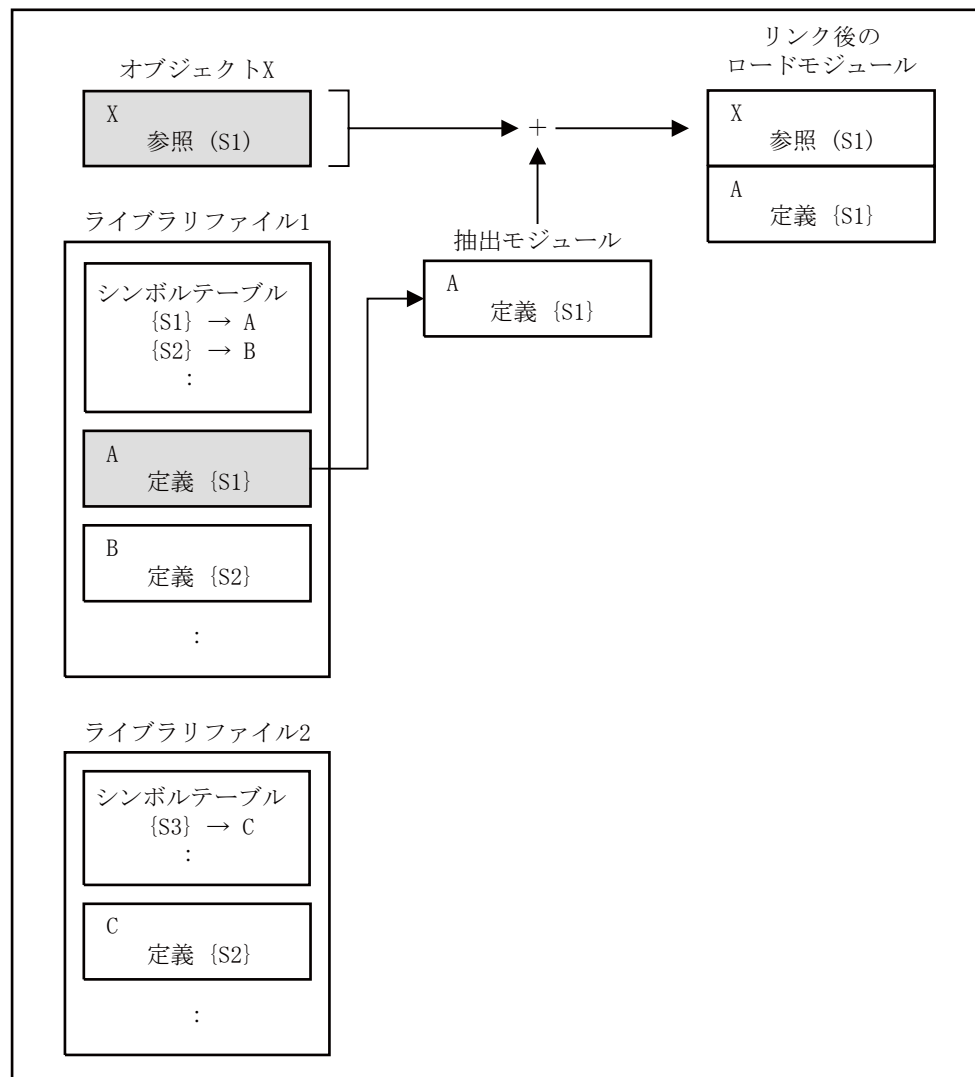 オブジェクトX
X
参照 (S1)
+
リンク後の
ロードモジュール
X
参照 (S1)
A
定義 {S1}
ライブラリファイル1
シンボルテーブル
{S1} → A
{S2} → B
:
A
定義 {S1}
B
定義 {S2}
:
抽出モジュール
A
定義 {S1}
ライブラリファイル2
シンボルテーブル
{S3} → C
:
C
定義 {S2}
: